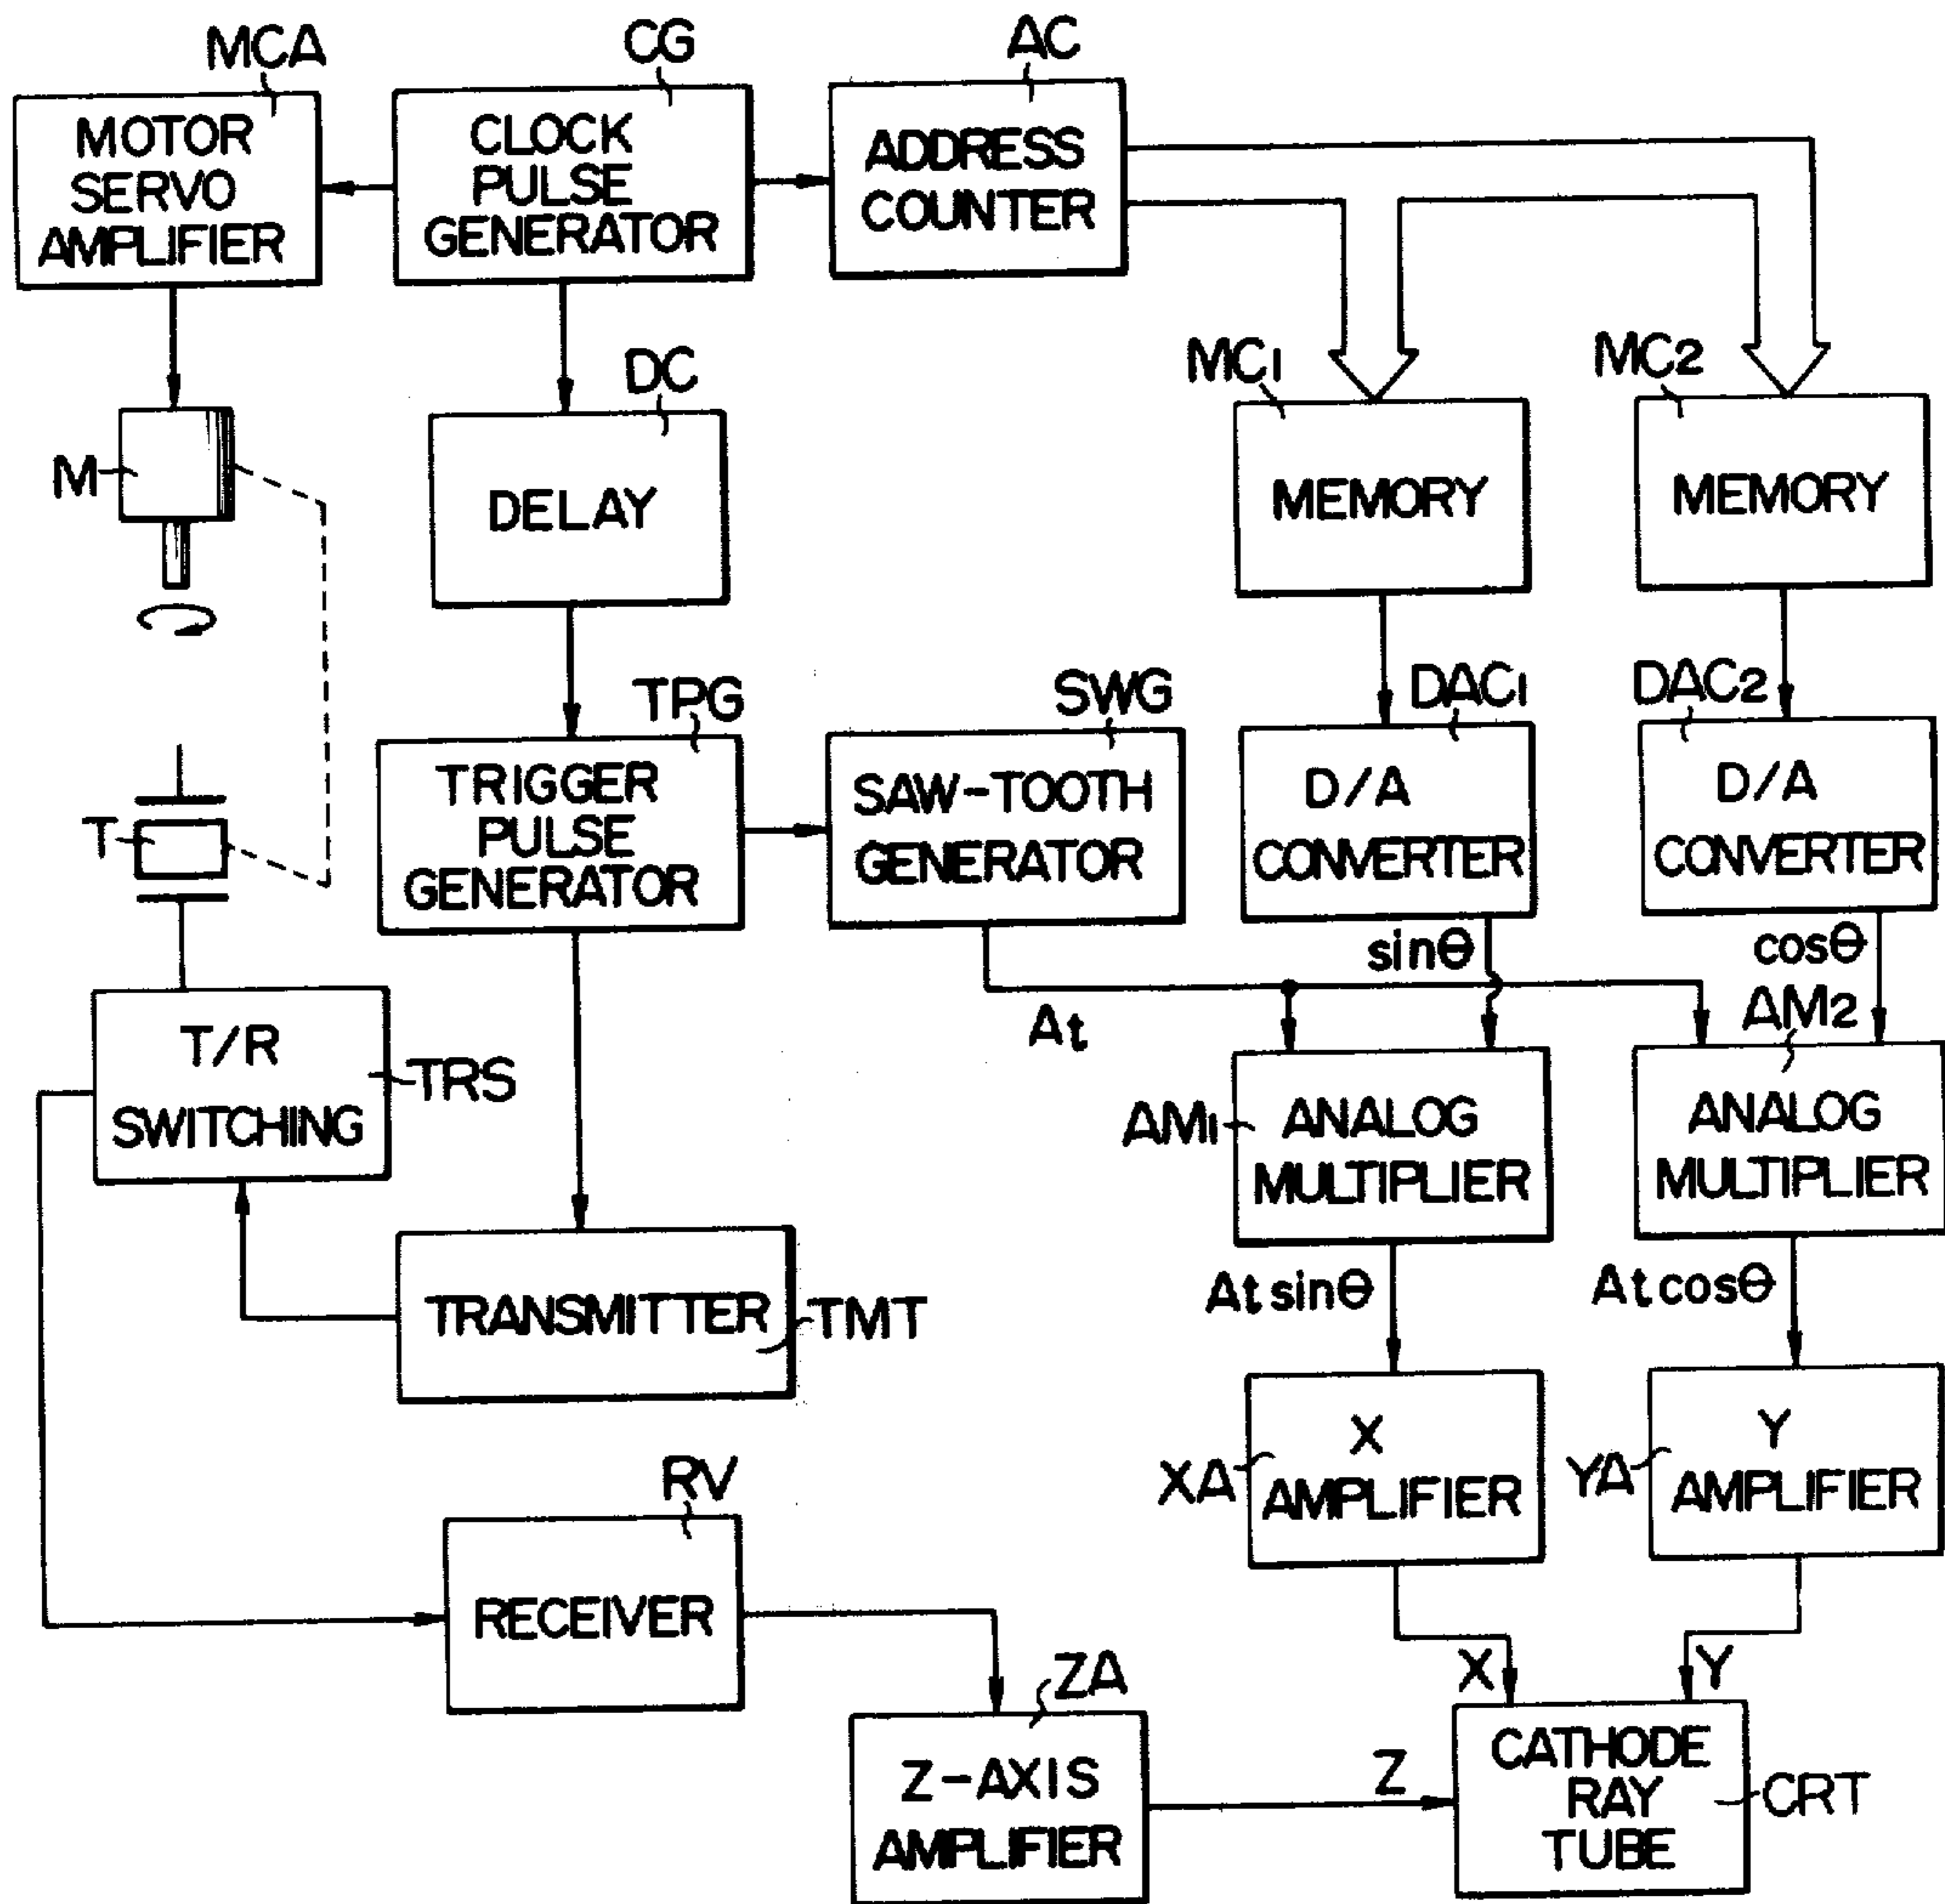 MCA
CG
AC
MOTOR
SERVO
AMPLIFIER
CLOCK
PULSE
GENERATOR
ADDRESS
COUNTER
DC
MC1
MC2
M
DELAY
MEMORY
MEMORY
TPG
SWG
DAC1
DAC2
T
TRIGGER
PULSE
GENERATOR
SAW-TOOTH
GENERATOR
D/A
CONVERTER
D/A
CONVERTER
sinθ
cosθ
At
AM2
T/R
SWITCHING
TRS
AM1
ANALOG
MULTIPLIER
ANALOG
MULTIPLIER
At sinθ
At cosθ
TRANSMITTER
TMT
XA
X
AMPLIFIER
YA
Y
AMPLIFIER
RV
RECEIVER
X
Y
ZA
Z-AXIS
AMPLIFIER
Z
CATHODE
RAY
TUBE
CRT